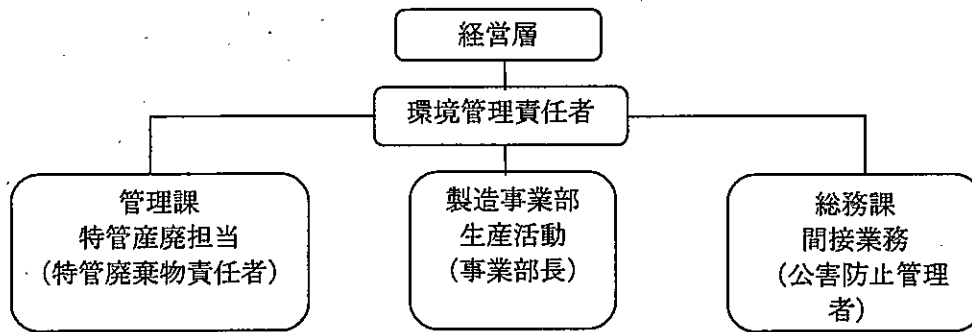 経営層
環境管理責任者
管理課
特管産廃担当
（特管廃棄物責任者）
製造事業部
生産活動
（事業部長）
総務課
間接業務
（公害防止管理
者）